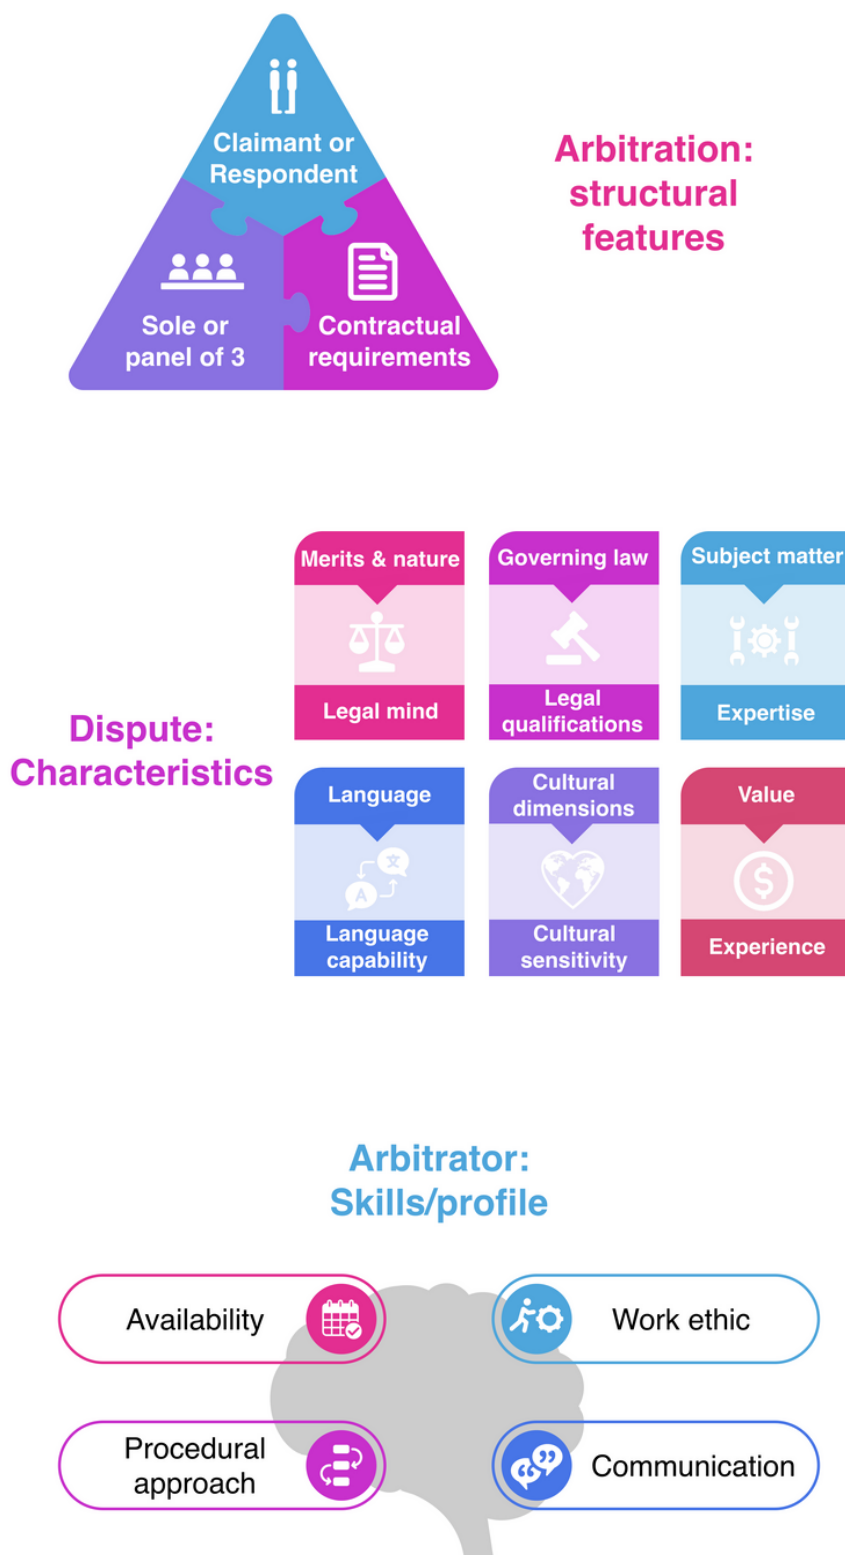 Claimant or
Respondent
Sole or
panel of 3
Contractual
requirements
Arbitration:
structural
features
Dispute:
Characteristics
Merits & nature
Legal mind
Governing law
Legal
qualifications
Subject matter
Expertise
Language
A
文
Language
capability
Cultural
dimensions
Cultural
sensitivity
Value
$
Experience
Arbitrator:
Skills/profile
Availability
Work ethic
Procedural
approach
Communication